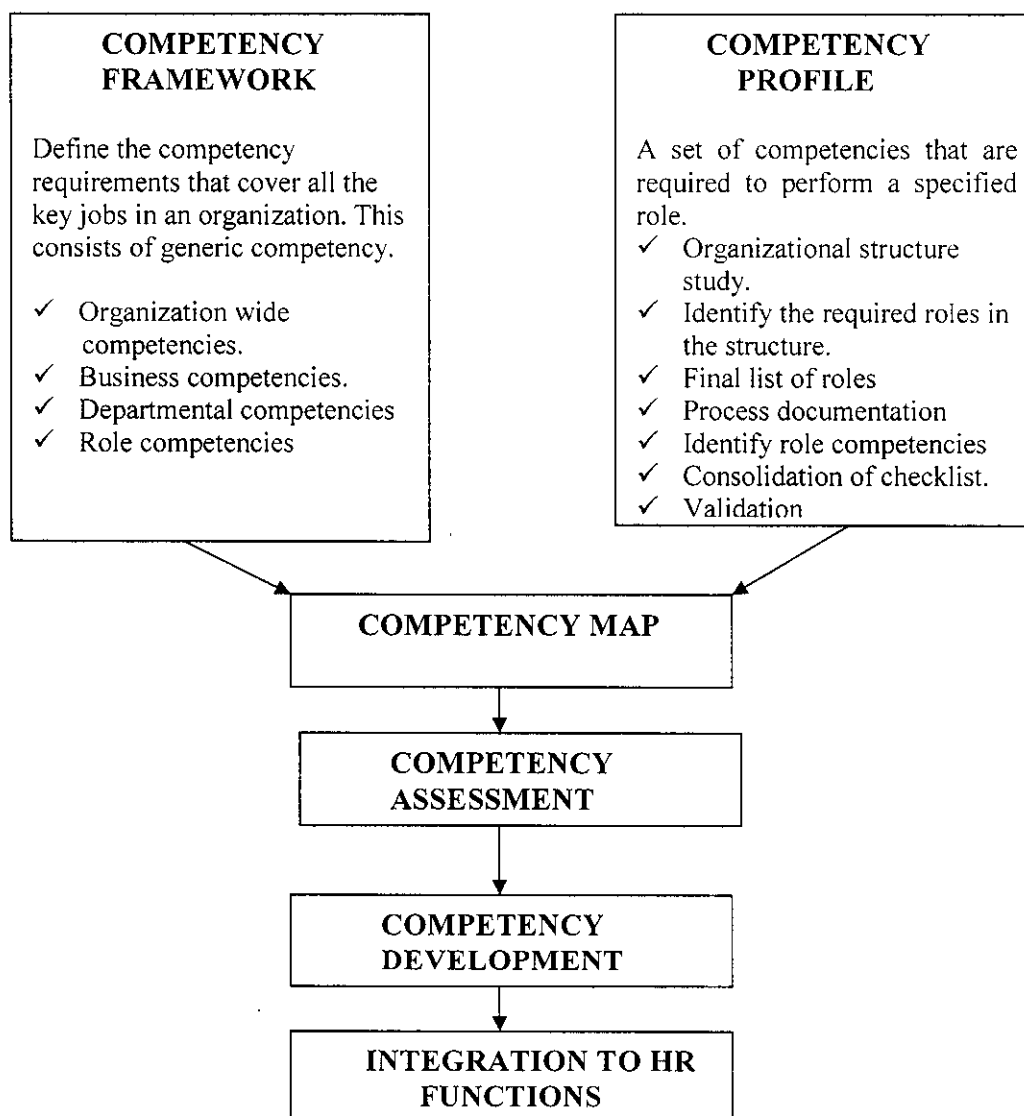 COMPETENCY
FRAMEWORK
Define the competency
requirements that cover all the
key jobs in an organization. This
consists of generic competency.
✓ Organization wide
competencies.
✓ Business competencies.
✓ Departmental competencies
✓ Role competencies
COMPETENCY
PROFILE
A set of competencies that are
required to perform a specified
role.
✓ Organizational structure
study.
✓ Identify the required roles in
the structure.
✓ Final list of roles
✓ Process documentation
✓ Identify role competencies
✓ Consolidation of checklist.
✓ Validation
COMPETENCY MAP
COMPETENCY
ASSESSMENT
COMPETENCY
DEVELOPMENT
INTEGRATION TO HR
FUNCTIONS